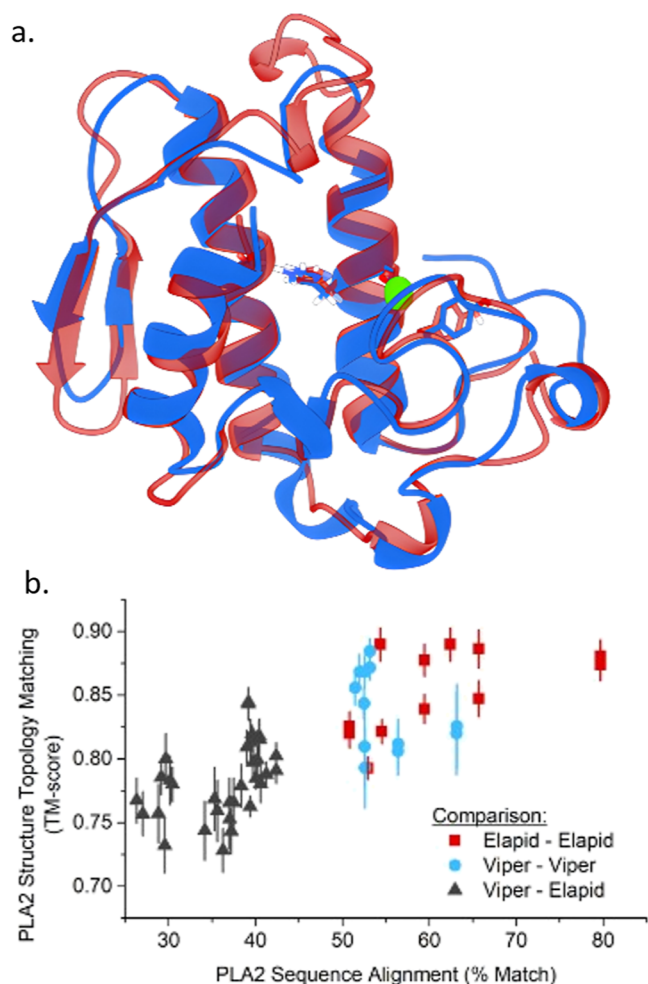 a.
b.
PLA2 Structure Topology Matching
(TM-score)
0.90
0.85
0.80
0.75
0.70
Comparison:
Elapid - Elapid
Viper - Viper
Viper - Elapid
30
40
50
60
70
80
PLA2 Sequence Alignment (% Match)